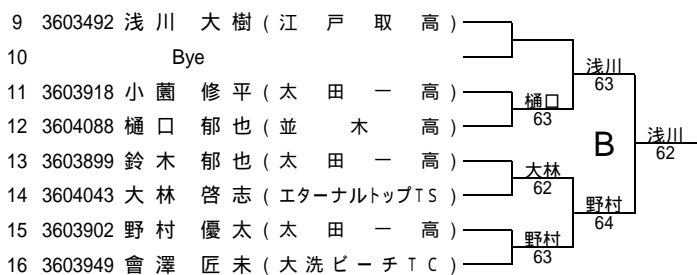 9 3603492 浅川 大樹 (江戸取高)
10 Bye
浅川
63
11 3603918 小薗 修平 (太田一高)
樋口
63
12 3604088 樋口 郁也 (並木高)
B
浅川
62
13 3603899 鈴木 郁也 (太田一高)
大林
62
14 3604043 大林 啓志 (エターナルトップTS)
野村
64
15 3603902 野村 優太 (太田一高)
野村
63
16 3603949 會澤 匠未 (大洗ビーチTC)